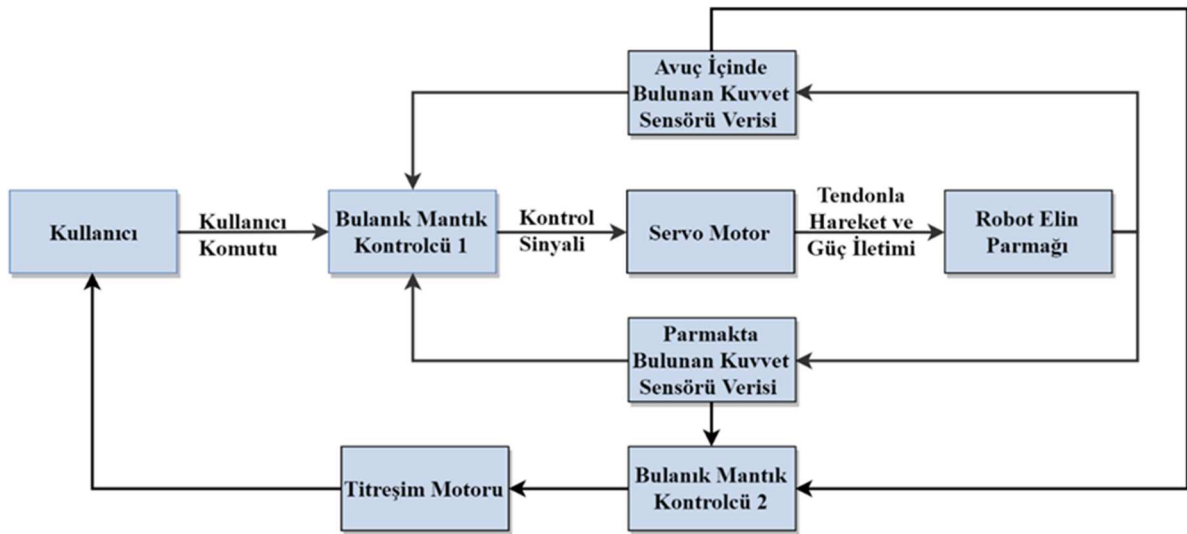 Avuç İçinde
Bulunan Kuvvet
Sensörü Verisi
Kullanıcı
Kullanıcı
Komutu
Bulanık Mantık
Kontrolcü 1
Kontrol
Sinyali
Servo Motor
Tendonla
Hareket ve
Güç İletimi
Robot Elin
Parmağı
Parmakta
Bulunan Kuvvet
Sensörü Verisi
Titreşim Motoru
Bulanık Mantık
Kontrolcü 2